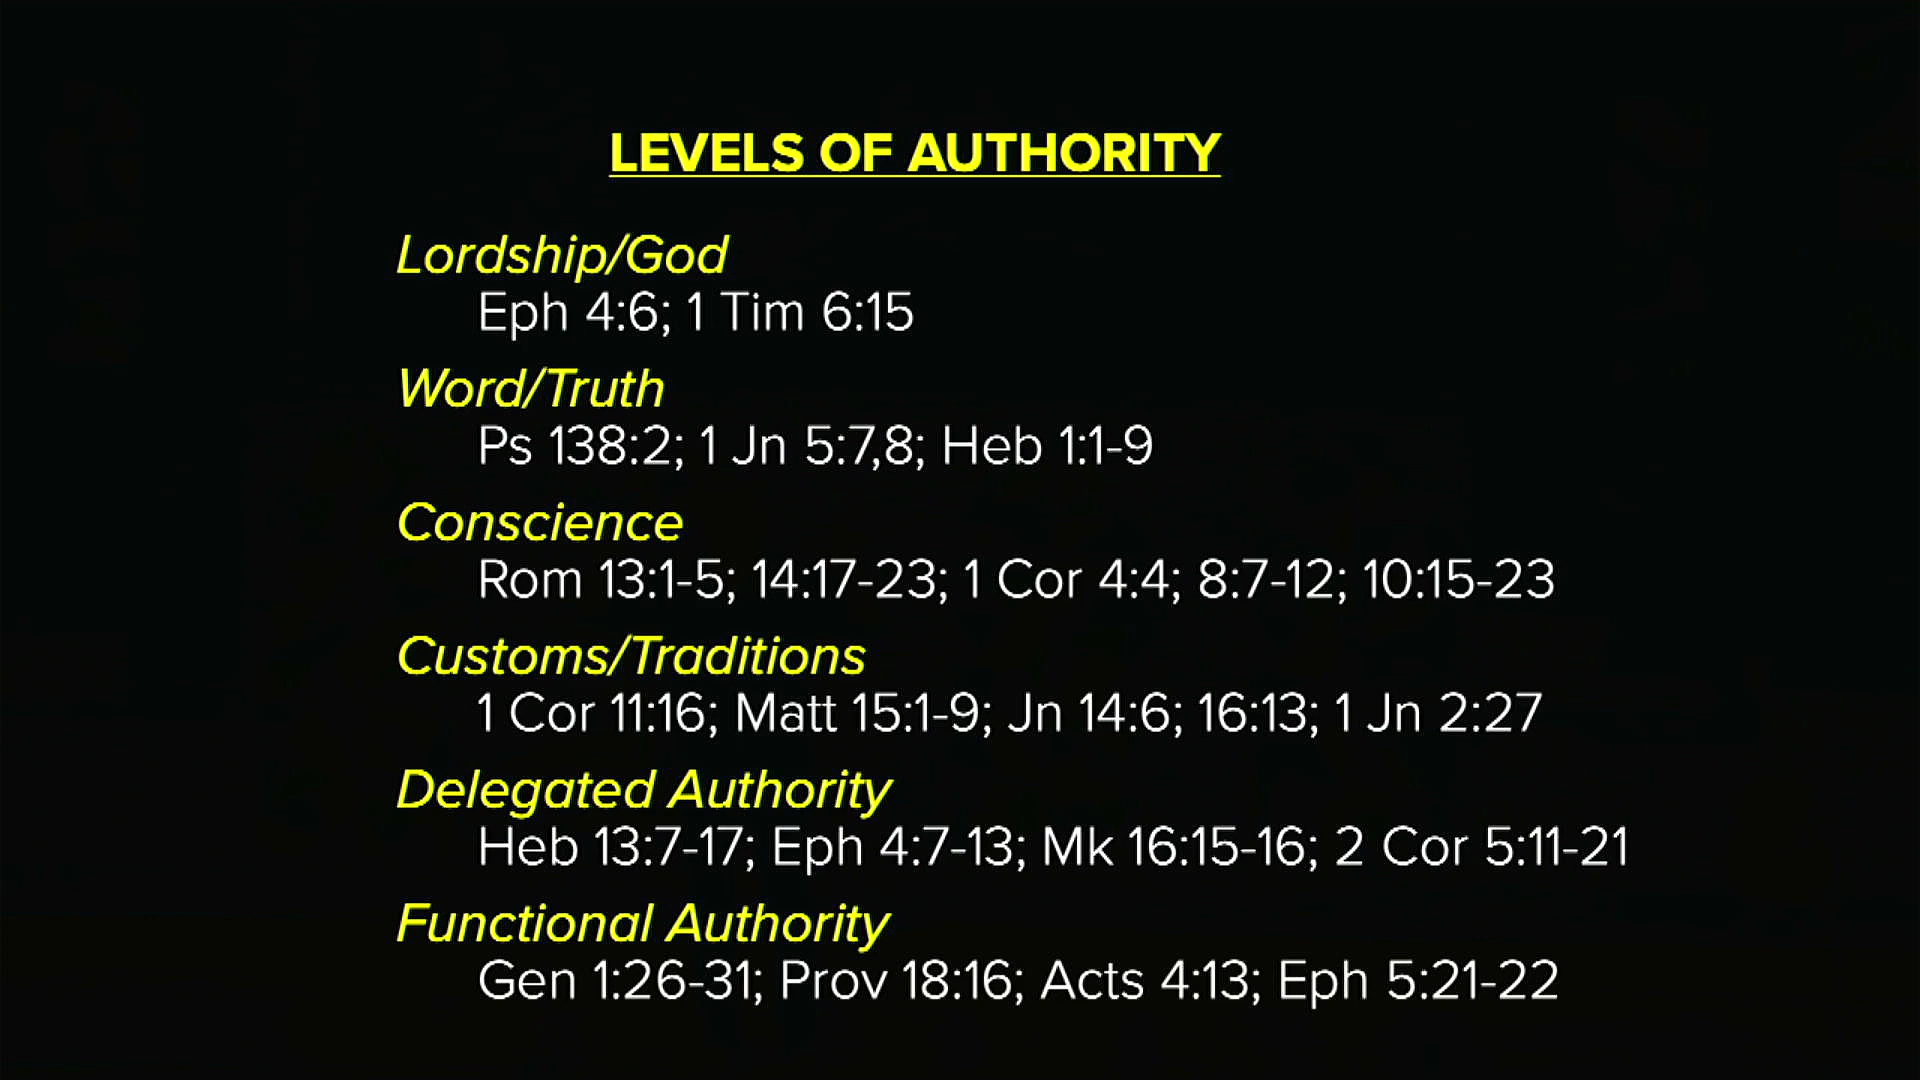 LEVELS OF AUTHORITY
Lordship/God
Eph 4:6; 1 Tim 6:15
Word/Truth
Ps 138:2; 1 Jn 5:7,8; Heb 1:1-9
Conscience
Rom 13:1-5; 14:17-23; 1 Cor 4:4; 8:7-12; 10:15-23
Customs/Traditions
1 Cor 11:16; Matt 15:1-9; Jn 14:6; 16:13; 1 Jn 2:27
Delegated Authority
Heb 13:7-17; Eph 4:7-13; Mk 16:15-16; 2 Cor 5:11-21
Functional Authority
Gen 1:26-31; Prov 18:16; Acts 4:13; Eph 5:21-22